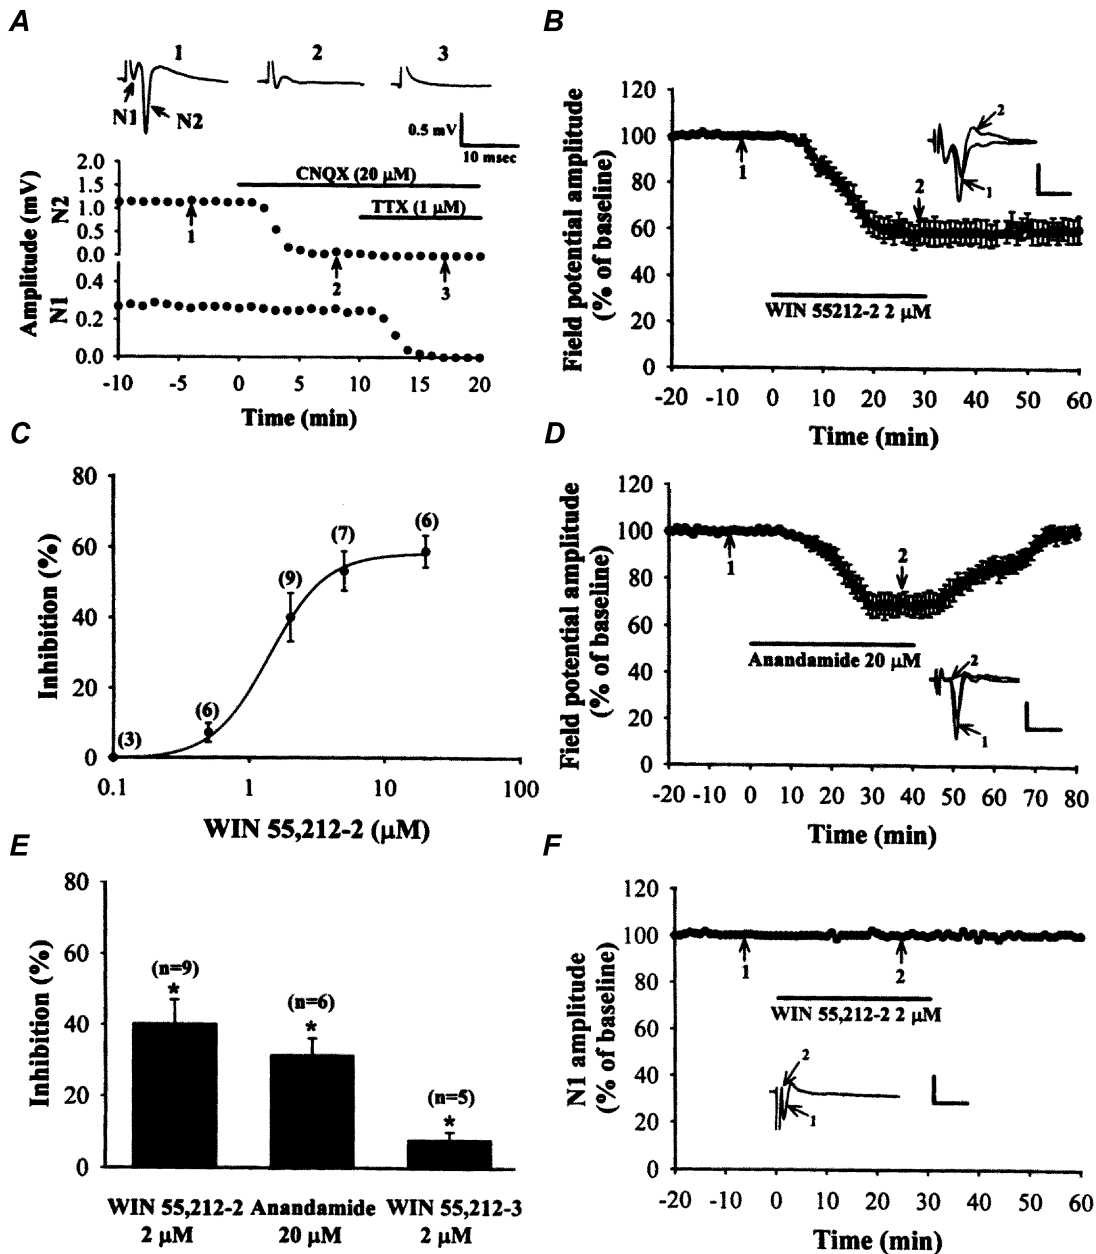 A
1
2
3
N1
N2
0.5 mV
10 msec
Amplitude (mV)
N2
N1
2.0
1.5
1.0
0.5
0.0
0.4
0.2
0.0
CNQX (20 µM)
TTX (1 µM)
1
2
3
-10
-5
0
5
10
15
20
Time (min)
B
Field potential amplitude
(% of baseline)
120
100
80
60
40
20
0
1
2
2
1
WIN 55212-2 2 µM
-20
-10
0
10
20
30
40
50
60
Time (min)
C
Inhibition (%)
80
60
40
20
0
(3)
(6)
(9)
(7)
(6)
0.1
1
10
100
WIN 55,212-2 (µM)
D
Field potential amplitude
(% of baseline)
120
100
80
60
40
20
0
1
2
Anandamide 20 µM
2
1
-20
-10
0
10
20
30
40
50
60
70
80
Time (min)
E
Inhibition (%)
80
60
40
20
0
(n=9)
*
(n=6)
*
(n=5)
*
WIN 55,212-2
2 µM
Anandamide
20 µM
WIN 55,212-3
2 µM
F
N1 amplitude
(% of baseline)
120
100
80
60
40
20
0
1
2
WIN 55,212-2 2 µM
2
1
-20
-10
0
10
20
30
40
50
60
Time (min)